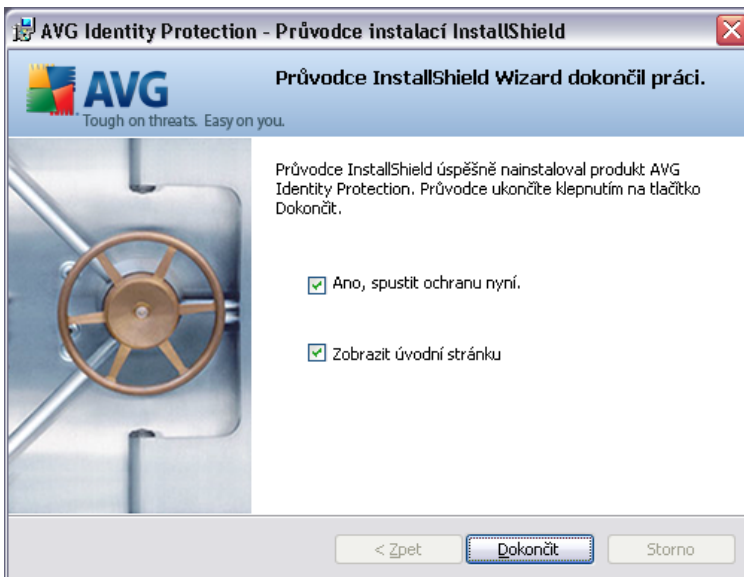 AVG Identity Protection - Průvodce instalací InstallShield
AVG
Tough on threats. Easy on you.
Průvodce InstallShield Wizard dokončil práci.
Průvodce InstallShield úspěšně nainstaloval produkt AVG
Identity Protection. Průvodce ukončíte klepnutím na tlačítko
Dokončit.
Ano, spustit ochranu nyní.
Zobrazit úvodní stránku
< Zpet
Dokončit
Storno